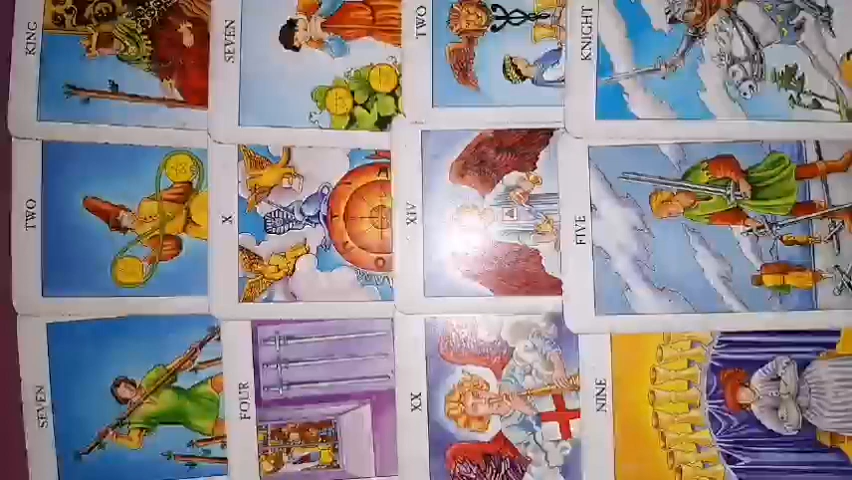 KING
SEVEN
TWO
KNIGHT
TWO
X
XIV
FIVE
SEVEN
FOUR
XX
NINE